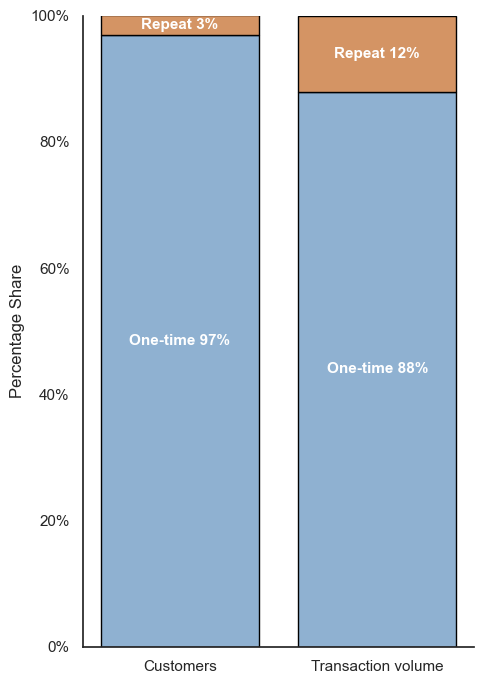 100%
80%
60%
40%
20%
0%
Percentage Share
Repeat 3%
One-time 97%
Repeat 12%
One-time 88%
Customers
Transaction volume